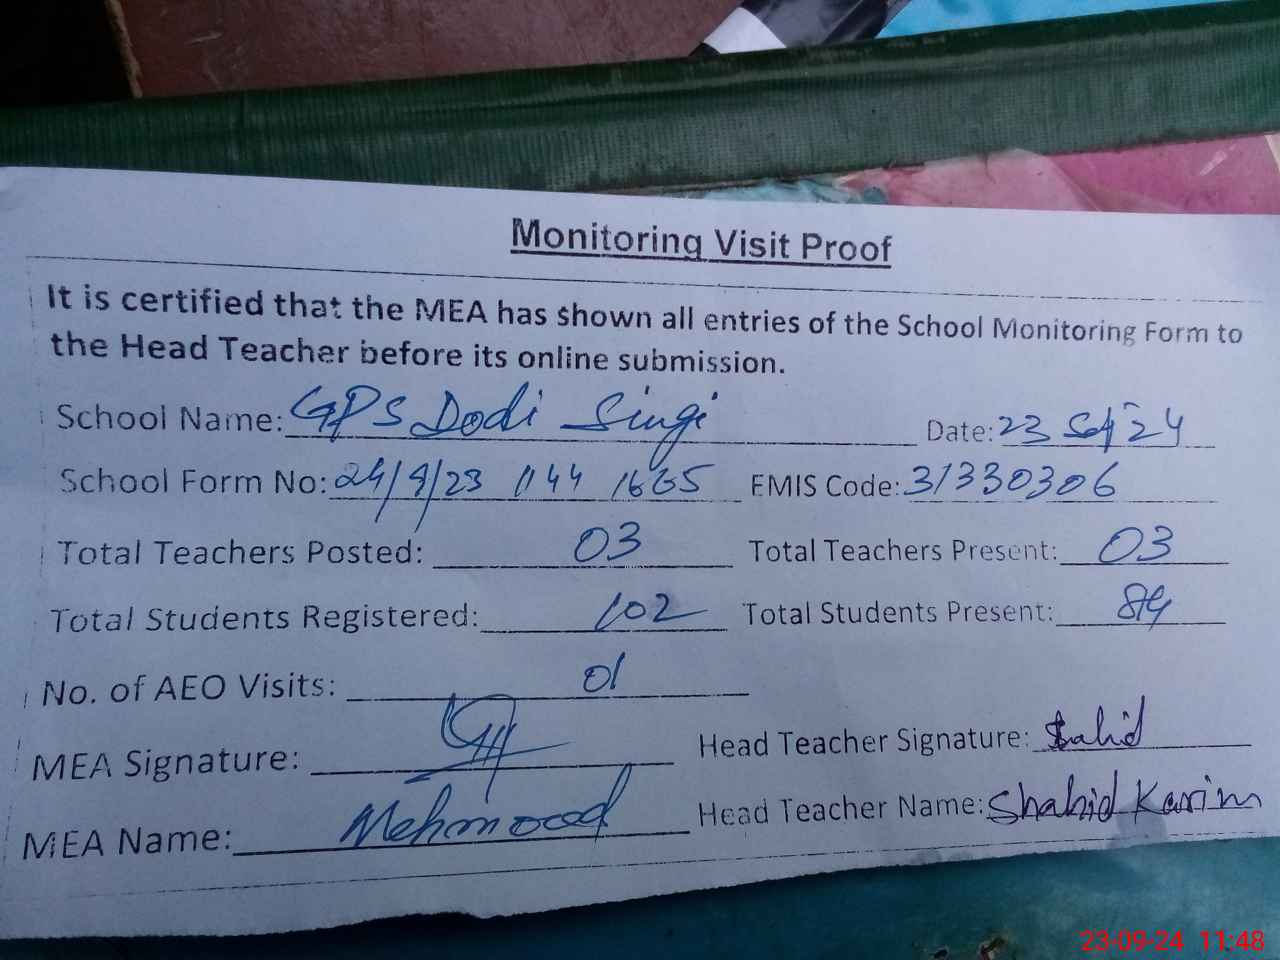 Monitoring Visit Proof
It is certified that the MEA has shown all entries of the School Monitoring Form to
the Head Teacher before its online submission.
School Name: GPS Dodi Singi Date: 23 Sep 24
School Form No: 24/9/23 1144 1665 EMIS Code: 31330306
Total Teachers Posted: 03 Total Teachers Present: 03
Total Students Registered: 102 Total Students Present: 84
No. of AEO Visits: 01
MEA Signature: Head Teacher Signature: Shahid
MEA Name: Mehmood Head Teacher Name: Shahid Karim
23-09-24 11:48